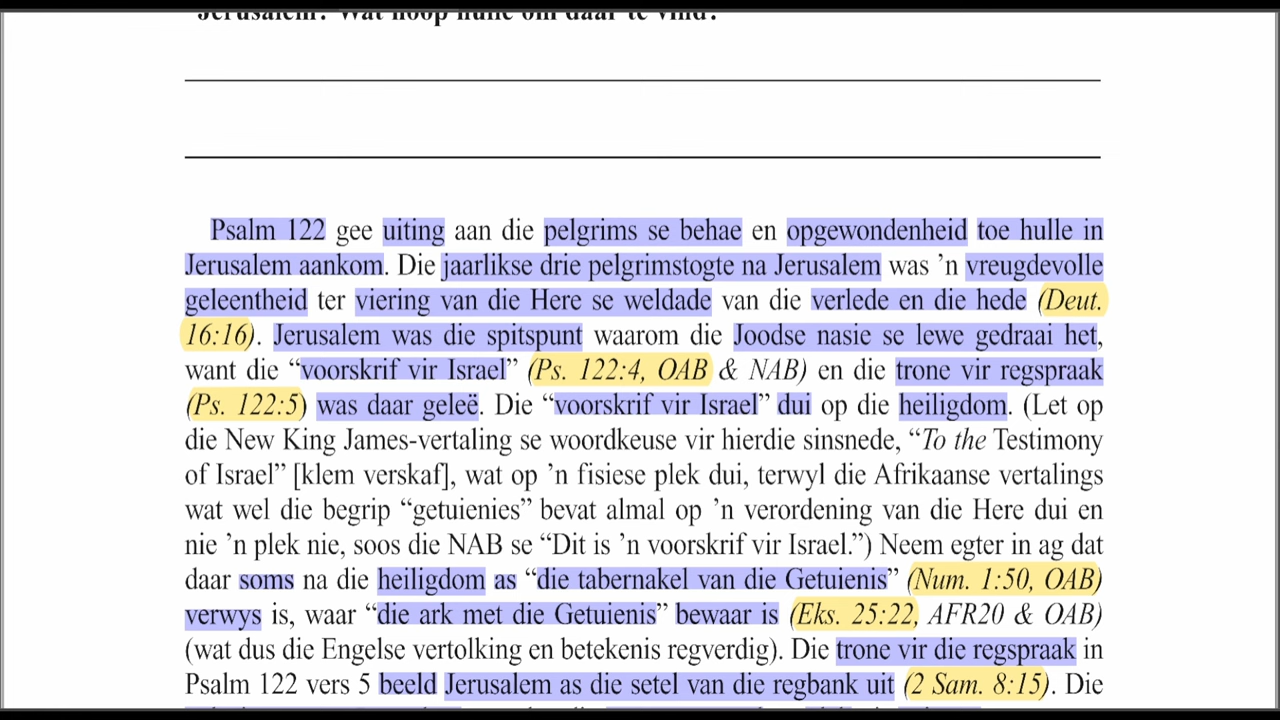 Jerusalem? Wat hoop hulle om daar te vind?
Psalm 122 gee uiting aan die pelgrims se behae en opgewondenheid toe hulle in
Jerusalem aankom. Die jaarlikse drie pelgrimstogte na Jerusalem was ’n vreugdevolle
geleentheid ter viering van die Here se weldade van die verlede en die hede (Deut.
16:16). Jerusalem was die spitspunt waarom die Joodse nasie se lewe gedraai het,
want die “voorskrif vir Israel” (Ps. 122:4, OAB & NAB) en die trone vir regspraak
(Ps. 122:5) was daar geleë. Die “voorskrif vir Israel” dui op die heiligdom. (Let op
die New King James-vertaling se woordkeuse vir hierdie sinsnede, “To the Testimony
of Israel” [klem verskaf], wat op ’n fisiese plek dui, terwyl die Afrikaanse vertalings
wat wel die begrip “getuienies” bevat almal op ’n verordening van die Here dui en
nie ’n plek nie, soos die NAB se “Dit is ’n voorskrif vir Israel.”) Neem egter in ag dat
daar soms na die heiligdom as “die tabernakel van die Getuienis” (Num. 1:50, OAB)
verwys is, waar “die ark met die Getuienis” bewaar is (Eks. 25:22, AFR20 & OAB)
(wat dus die Engelse vertolking en betekenis regverdig). Die trone vir die regspraak in
Psalm 122 vers 5 beeld Jerusalem as die setel van die regbank uit (2 Sam. 8:15). Die